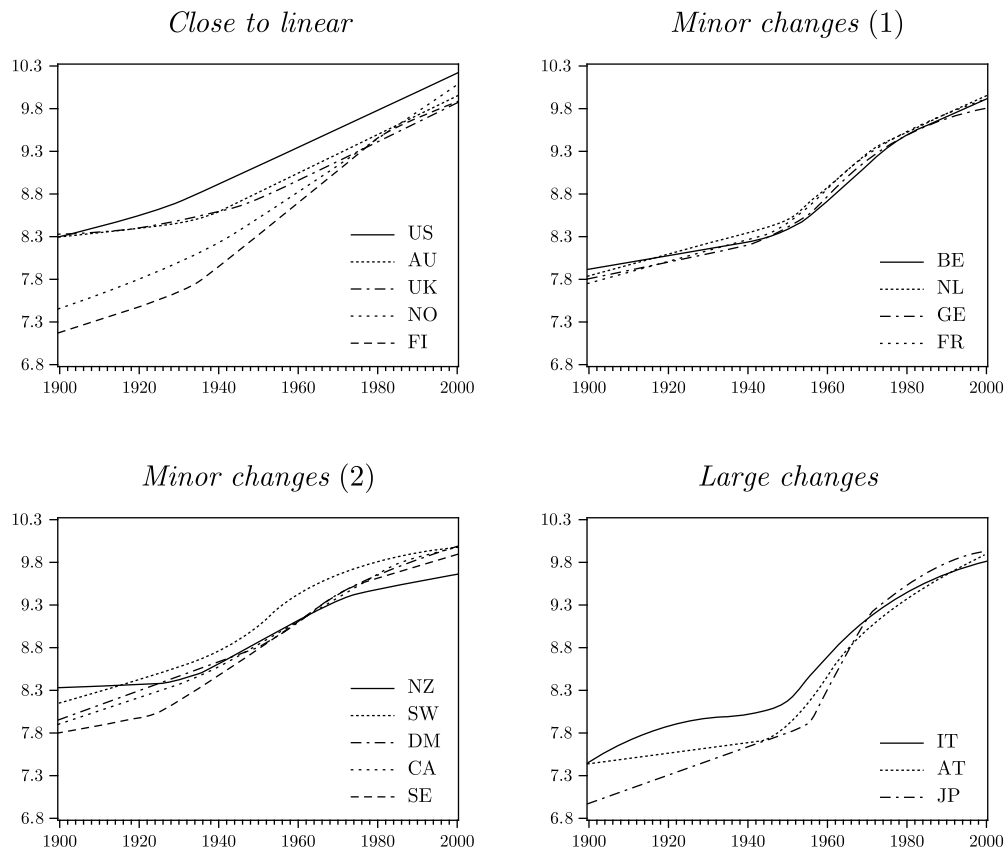 Close to linear
10.3
9.8
9.3
8.8
8.3
7.8
7.3
6.8
US
AU
UK
NO
FI
1900 1920 1940 1960 1980 2000
Minor changes (1)
10.3
9.8
9.3
8.8
8.3
7.8
7.3
6.8
BE
NL
GE
FR
1900 1920 1940 1960 1980 2000
Minor changes (2)
10.3
9.8
9.3
8.8
8.3
7.8
7.3
6.8
NZ
SW
DM
CA
SE
1900 1920 1940 1960 1980 2000
Large changes
10.3
9.8
9.3
8.8
8.3
7.8
7.3
6.8
IT
AT
JP
1900 1920 1940 1960 1980 2000